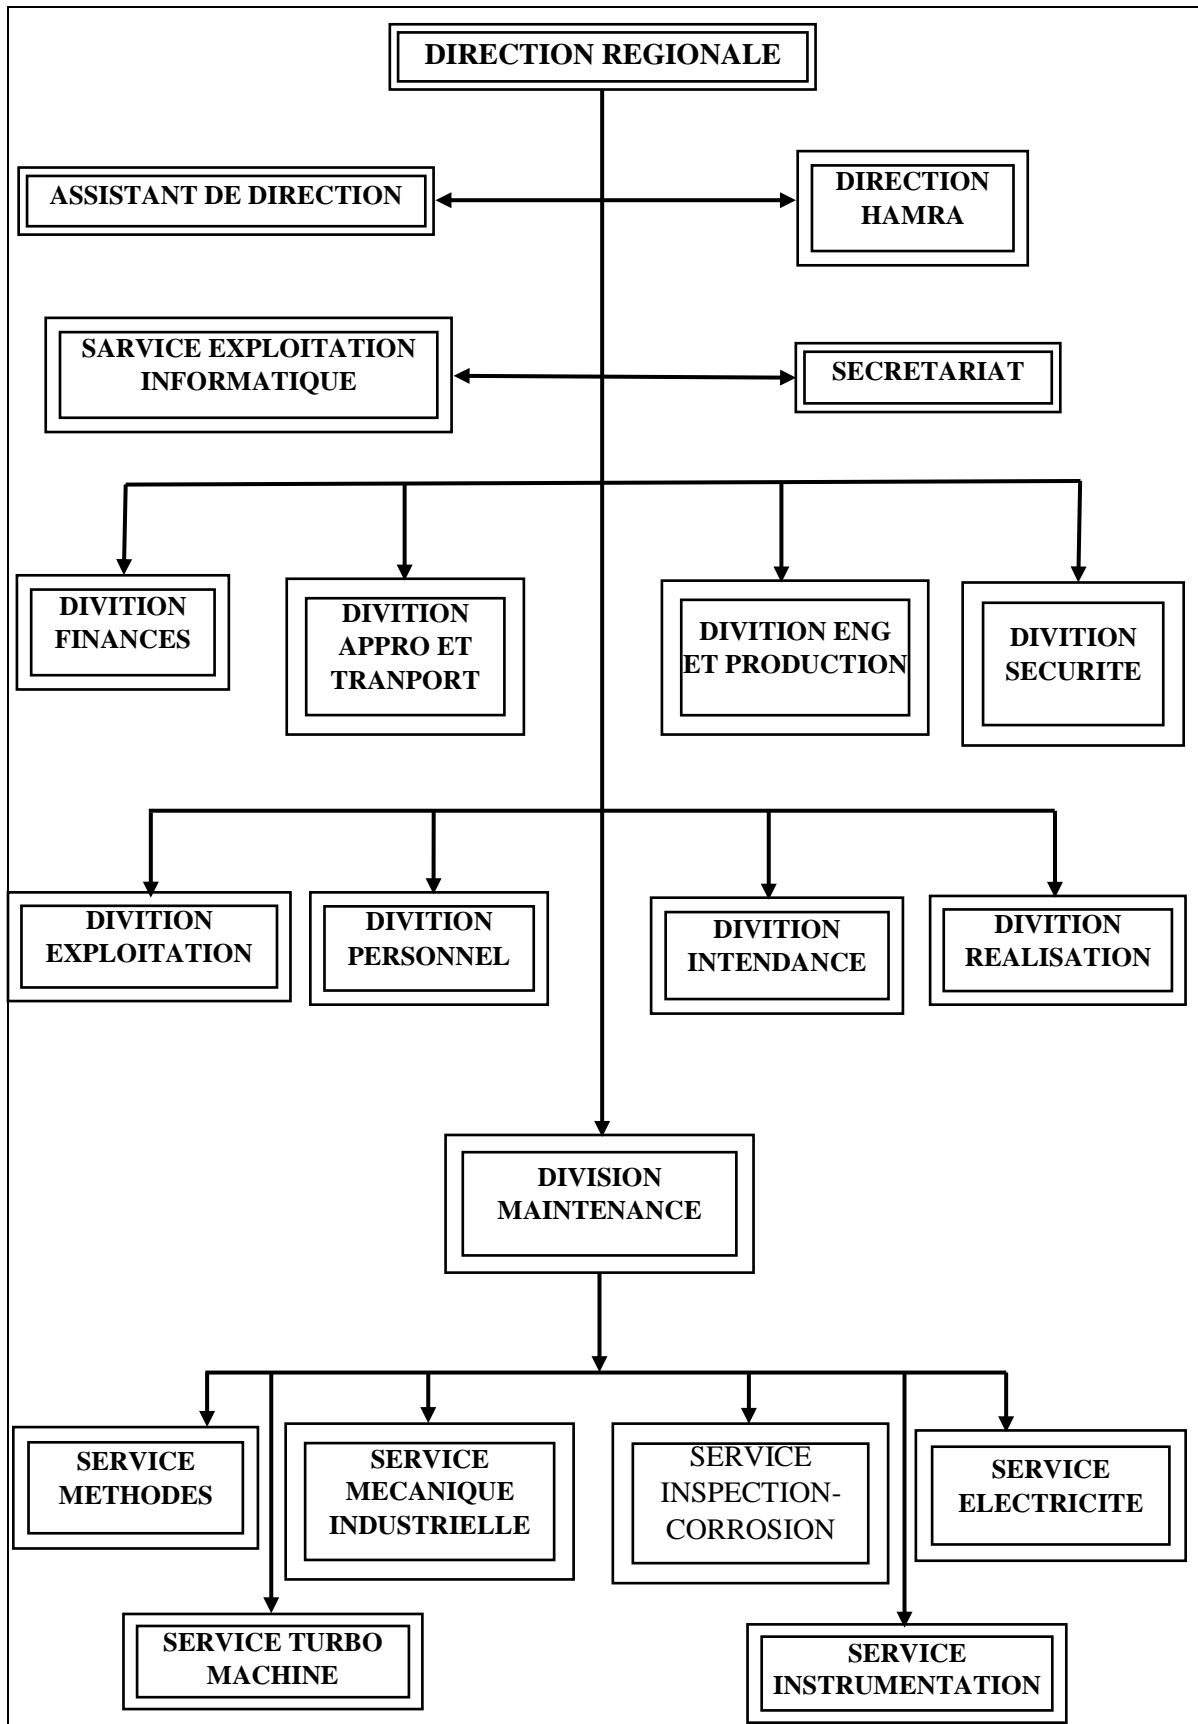 DIRECTION REGIONALE
ASSISTANT DE DIRECTION
DIRECTION
HAMRA
SARVICE EXPLOITATION
INFORMATIQUE
SECRETARIAT
DIVITION
FINANCES
DIVITION
APPRO ET
TRANPORT
DIVITION ENG
ET PRODUCTION
DIVITION
SECURITE
DIVITION
EXPLOITATION
DIVITION
PERSONNEL
DIVITION
INTENDANCE
DIVITION
REALISATION
DIVISION
MAINTENANCE
SERVICE
METHODES
SERVICE
MECANIQUE
INDUSTRIELLE
SERVICE
INSPECTION-
CORROSION
SERVICE
ELECTRICITE
SERVICE TURBO
MACHINE
SERVICE
INSTRUMENTATION